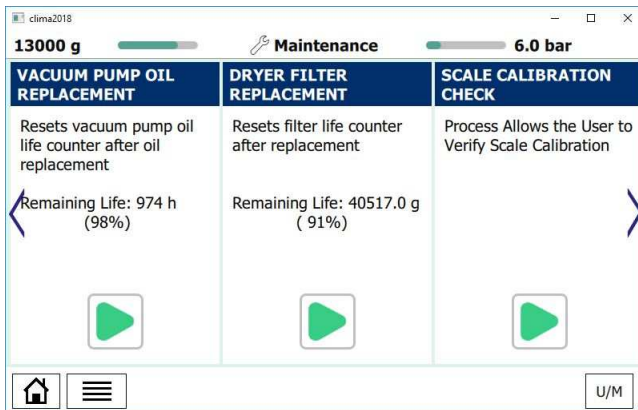 clima2018
13000 g Maintenance 6.0 bar
VACUUM PUMP OIL
REPLACEMENT
Resets vacuum pump oil
life counter after oil
replacement
Remaining Life: 974 h
(98%)
DRYER FILTER
REPLACEMENT
Resets filter life counter
after replacement
Remaining Life: 40517.0 g
( 91%)
SCALE CALIBRATION
CHECK
Process Allows the User to
Verify Scale Calibration
U/M